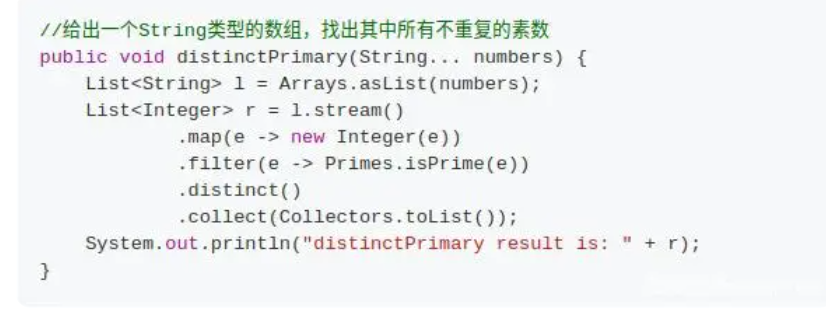 //给出一个String类型的数组，找出其中所有不重复的素数
public void distinctPrimary(String... numbers) {
    List<String> l = Arrays.asList(numbers);
    List<Integer> r = l.stream()
            .map(e -> new Integer(e))
            .filter(e -> Primes.isPrime(e))
            .distinct()
            .collect(Collectors.toList());
    System.out.println("distinctPrimary result is: " + r);
}